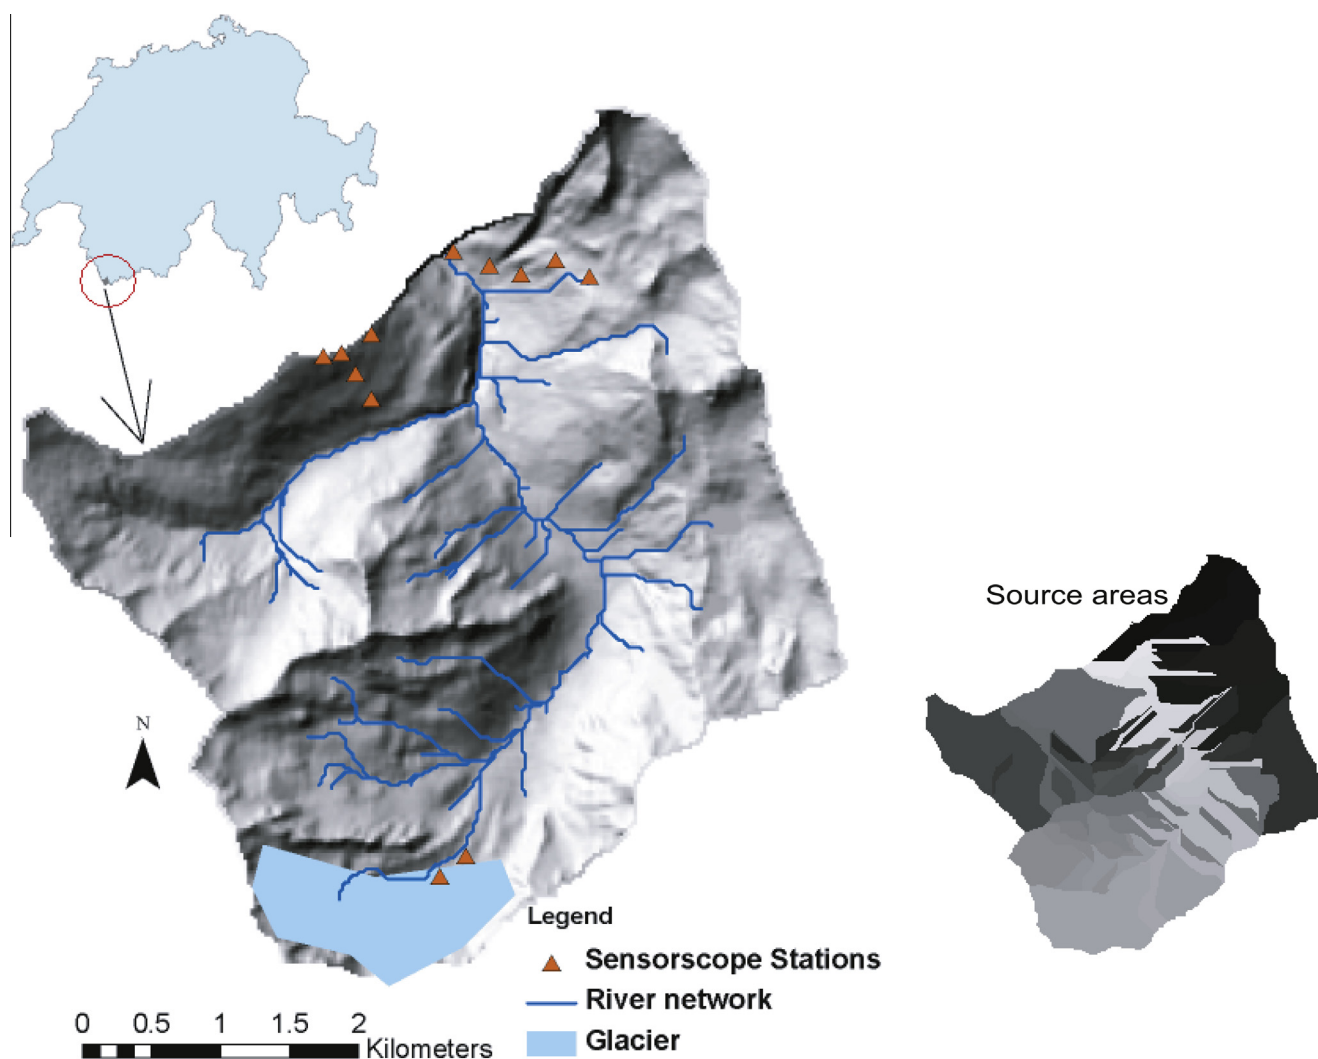 Source areas
N
Legend
Sensorscope Stations
River network
Glacier
0 0.5 1 1.5 2
Kilometers